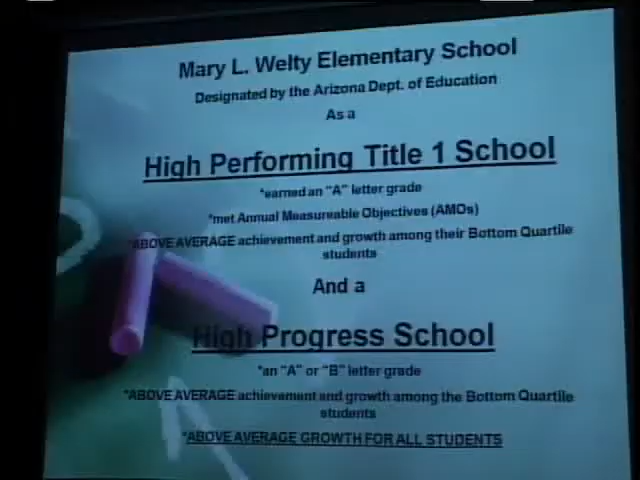 Mary L. Welty Elementary School
Designated by the Arizona Dept. of Education
As a
High Performing Title 1 School
*earned an "A" letter grade
*met Annual Measureable Objectives (AMOs)
*ABOVE AVERAGE achievement and growth among their Bottom Quartile
students
And a
High Progress School
*an "A" or "B" letter grade
*ABOVE AVERAGE achievement and growth among the Bottom Quartile
students
*ABOVE AVERAGE GROWTH FOR ALL STUDENTS